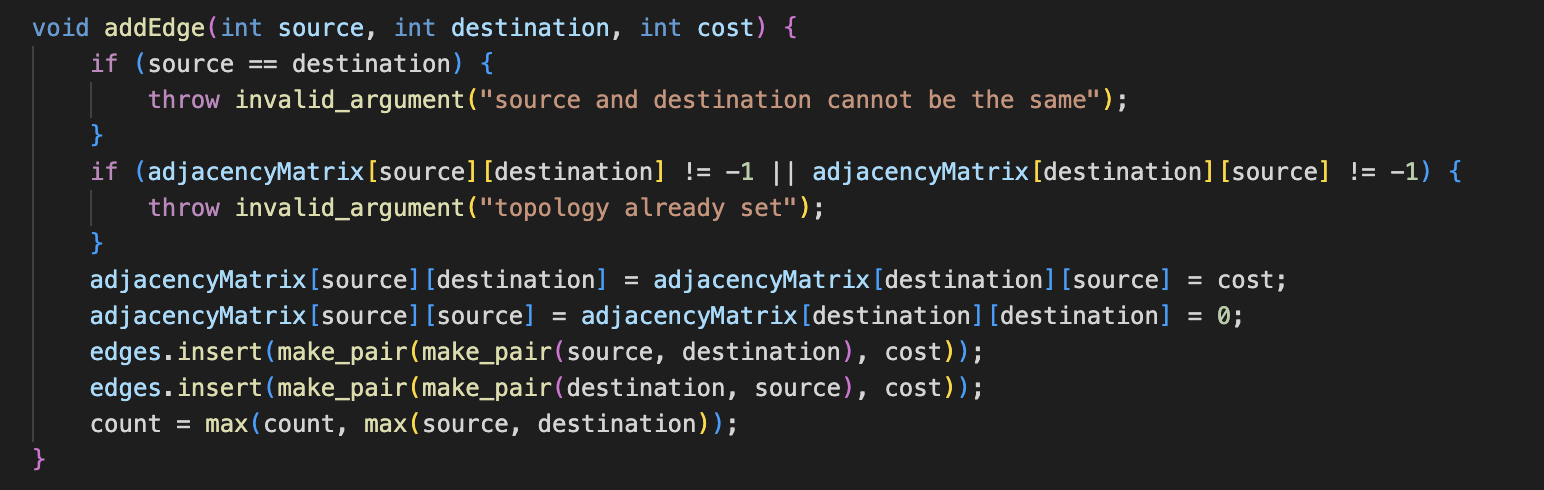 void addEdge(int source, int destination, int cost) {
    if (source == destination) {
        throw invalid_argument("source and destination cannot be the same");
    }
    if (adjacencyMatrix[source][destination] != -1 || adjacencyMatrix[destination][source] != -1) {
        throw invalid_argument("topology already set");
    }
    adjacencyMatrix[source][destination] = adjacencyMatrix[destination][source] = cost;
    adjacencyMatrix[source][source] = adjacencyMatrix[destination][destination] = 0;
    edges.insert(make_pair(make_pair(source, destination), cost));
    edges.insert(make_pair(make_pair(destination, source), cost));
    count = max(count, max(source, destination));
}